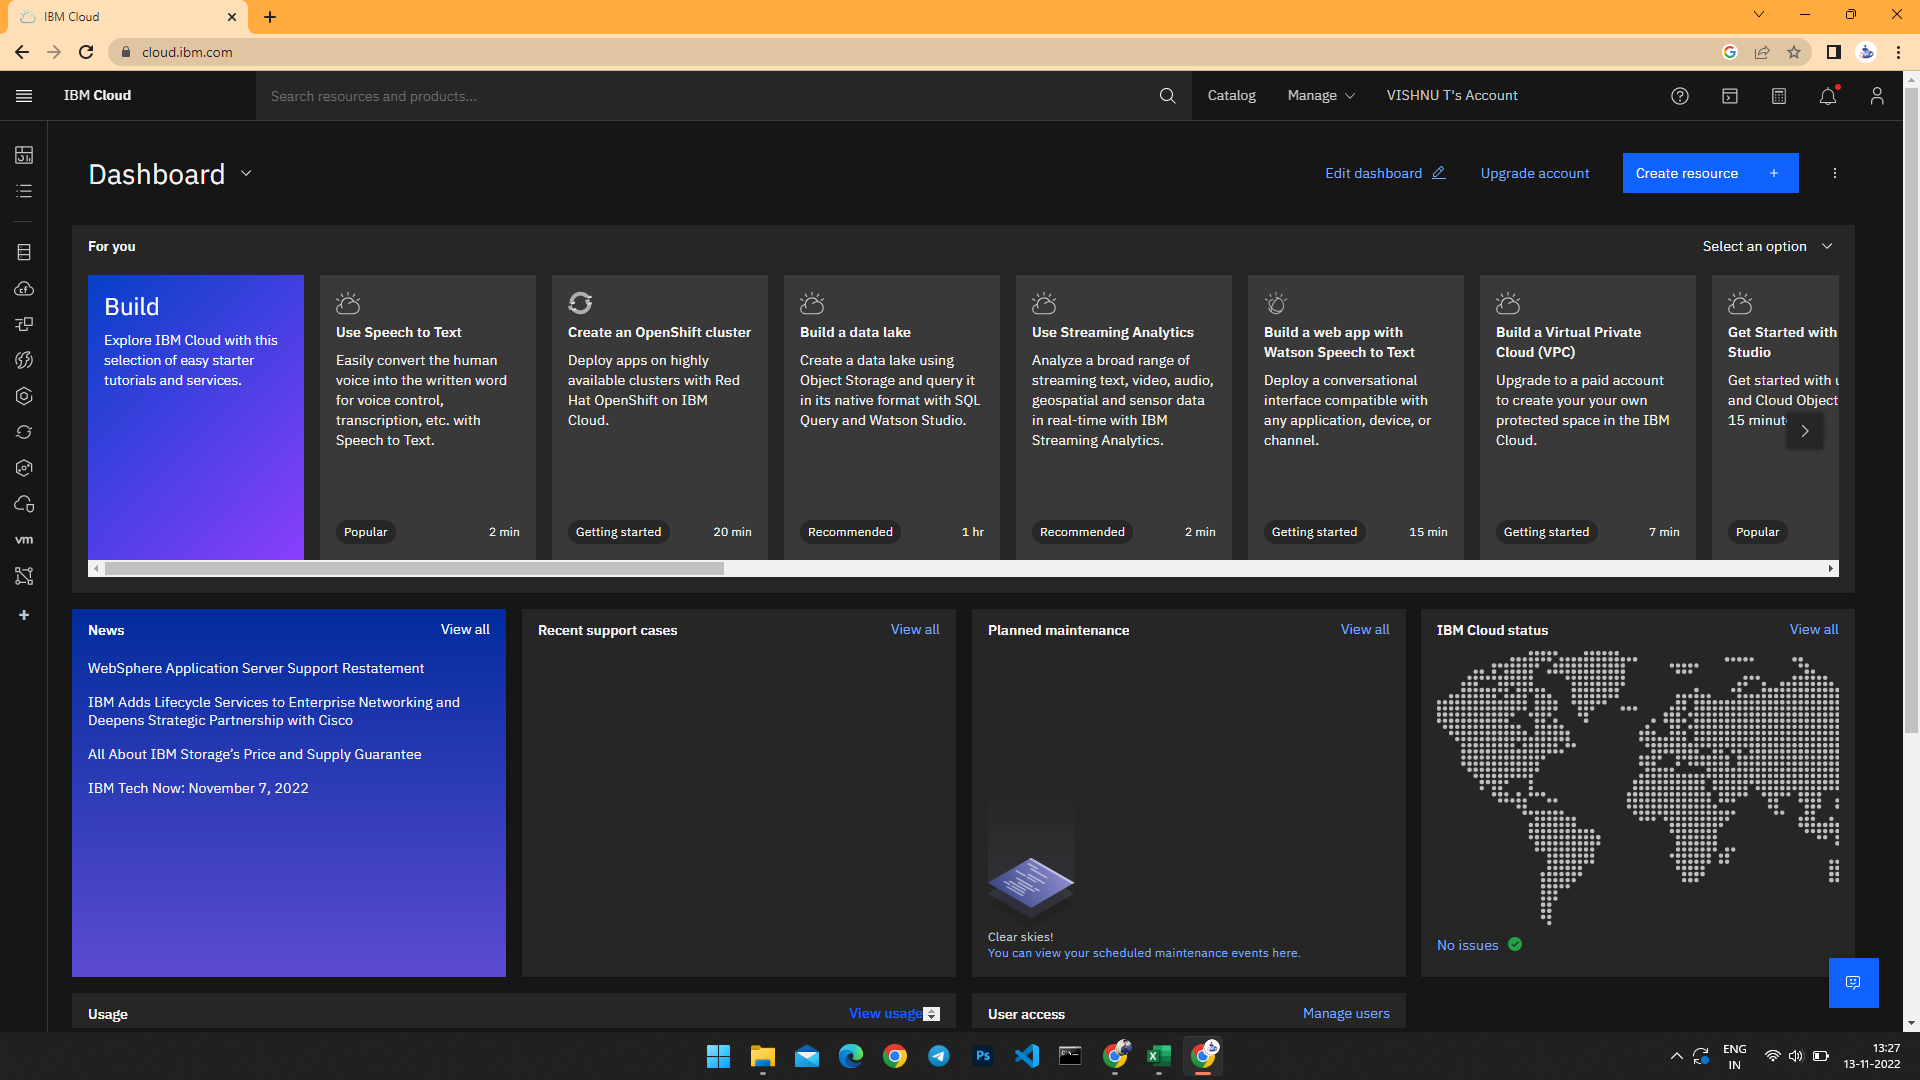 IBM Cloud
cloud.ibm.com
IBM Cloud
Search resources and products...
Catalog
Manage
VISHNU T's Account
Dashboard
Edit dashboard
Upgrade account
Create resource +
For you
Select an option
Build
Explore IBM Cloud with this
selection of easy starter
tutorials and services.
Use Speech to Text
Easily convert the human
voice into the written word
for voice control,
transcription, etc. with
Speech to Text.
Popular
2 min
Create an OpenShift cluster
Deploy apps on highly
available clusters with Red
Hat OpenShift on IBM
Cloud.
Getting started
20 min
Build a data lake
Create a data lake using
Object Storage and query it
in its native format with SQL
Query and Watson Studio.
Recommended
1 hr
Use Streaming Analytics
Analyze a broad range of
streaming text, video, audio,
geospatial and sensor data
in real-time with IBM
Streaming Analytics.
Recommended
2 min
Build a web app with
Watson Speech to Text
Deploy a conversational
interface compatible with
any application, device, or
channel.
Getting started
15 min
Build a Virtual Private
Cloud (VPC)
Upgrade to a paid account
to create your your own
protected space in the IBM
Cloud.
Getting started
7 min
Get Started with
Studio
Get started with
and Cloud Object
15
Popular
vm
News
View all
WebSphere Application Server Support Restatement
IBM Adds Lifecycle Services to Enterprise Networking and
Deepens Strategic Partnership with Cisco
All About IBM Storage’s Price and Supply Guarantee
IBM Tech Now: November 7, 2022
Recent support cases
View all
Planned maintenance
View all
Clear skies!
You can view your scheduled maintenance events here.
IBM Cloud status
View all
No issues
Usage
View usage
User access
Manage users
Ps
ENG
IN
13:27
13-11-2022